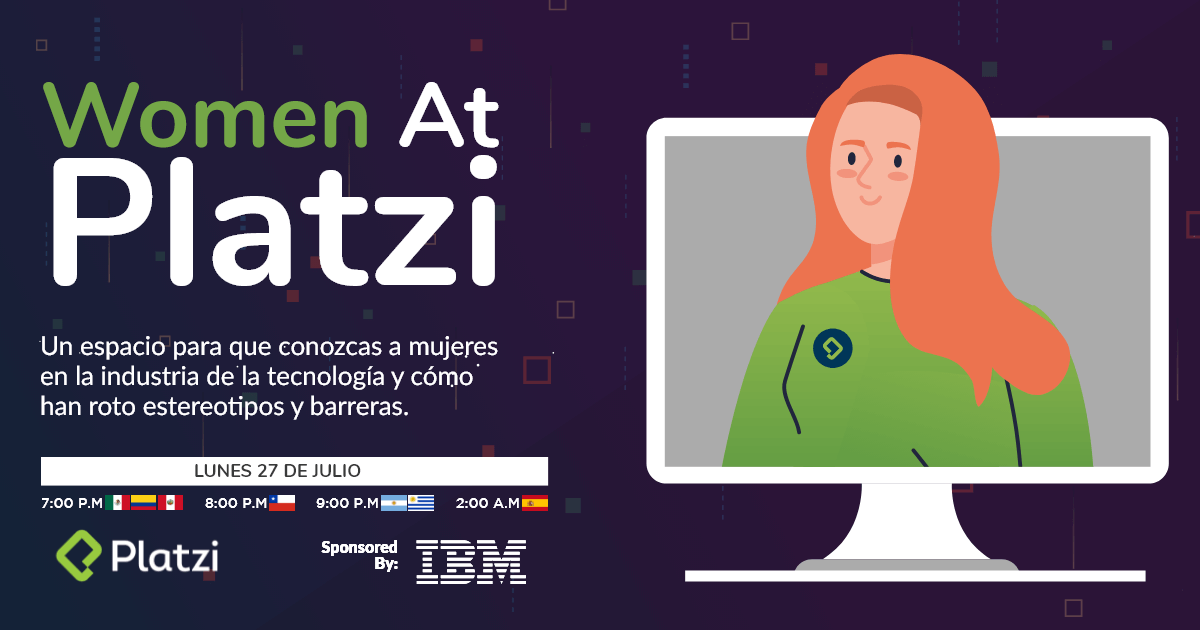 Women At
Platzi
Un espacio para que conozcas a mujeres
en la industria de la tecnología y cómo
han roto estereotipos y barreras.
LUNES 27 DE JULIO
7:00 P.M 8:00 P.M 9:00 P.M 2:00 A.M
Platzi
Sponsored
By:
IBM